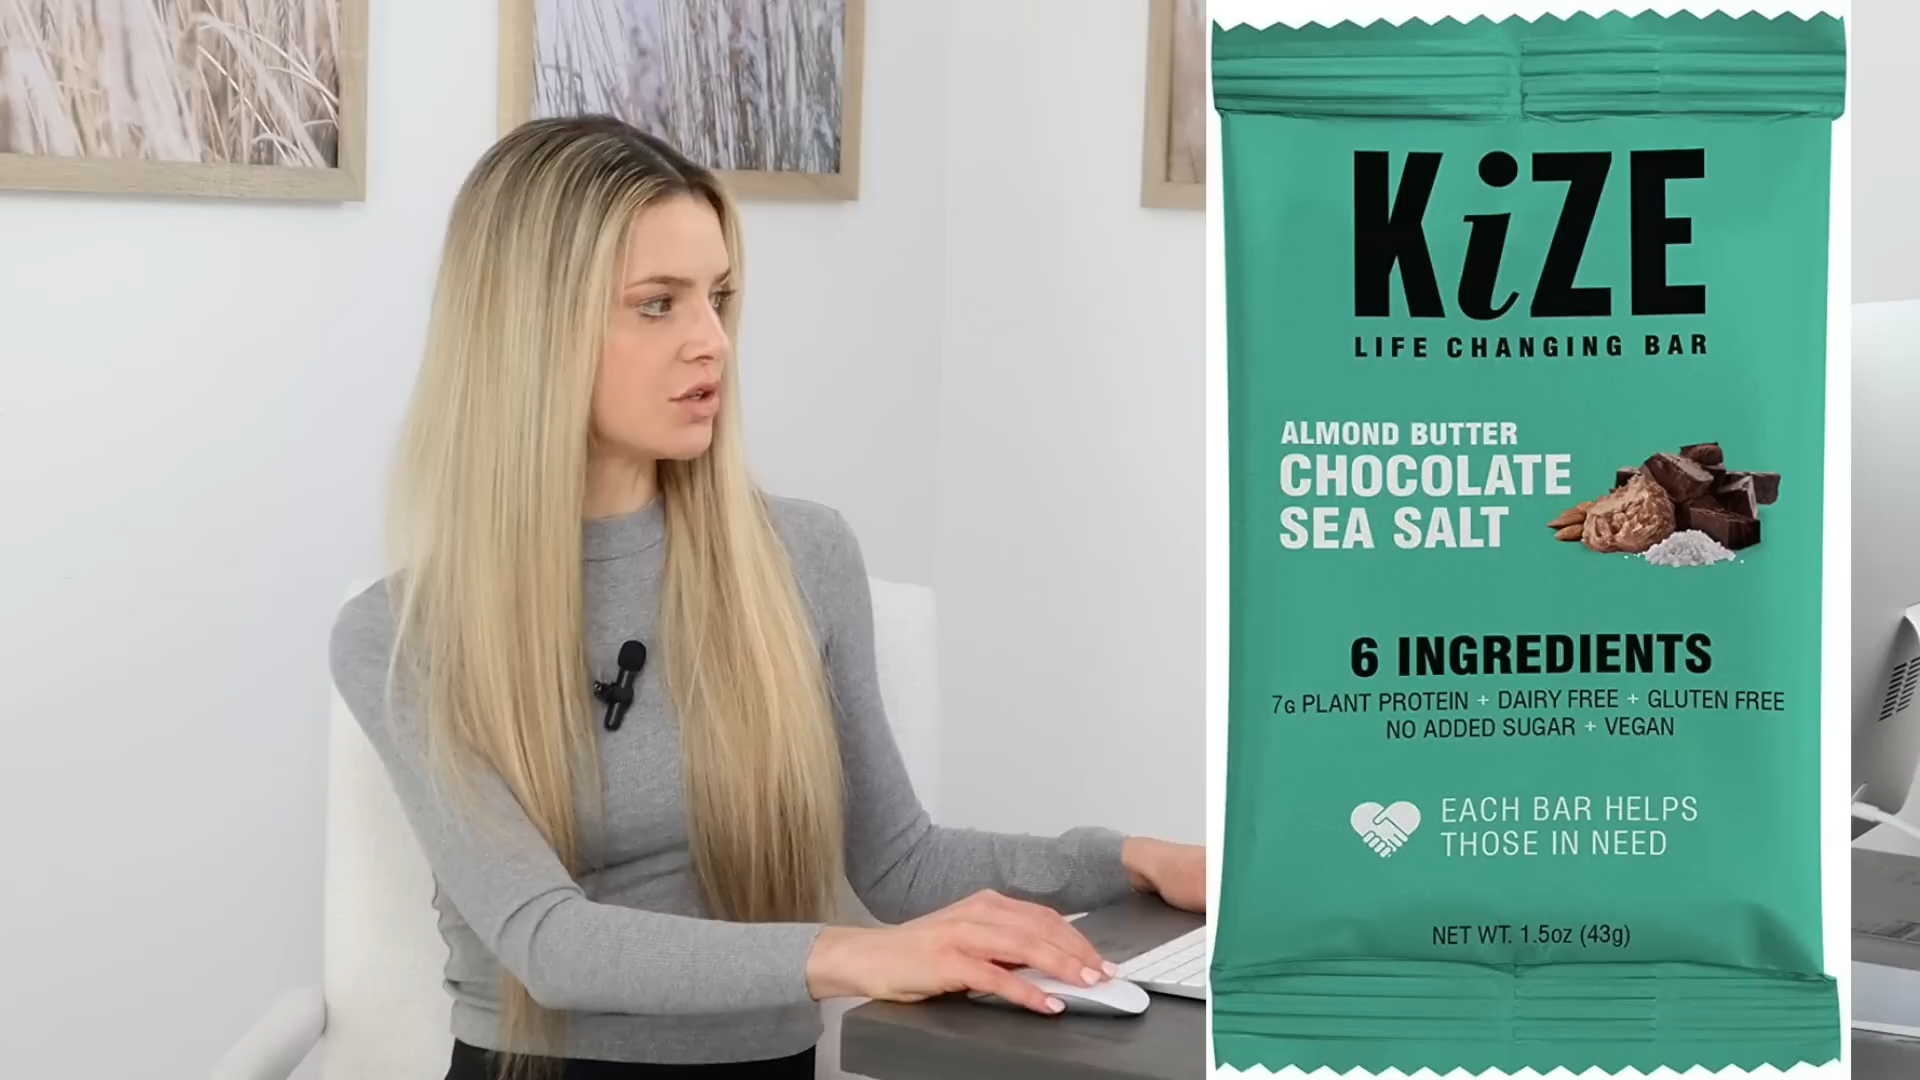 KiZE
LIFE CHANGING BAR
ALMOND BUTTER
CHOCOLATE
SEA SALT
6 INGREDIENTS
7G PLANT PROTEIN + DAIRY FREE + GLUTEN FREE
NO ADDED SUGAR + VEGAN
EACH BAR HELPS
THOSE IN NEED
NET WT. 1.5oz (43g)